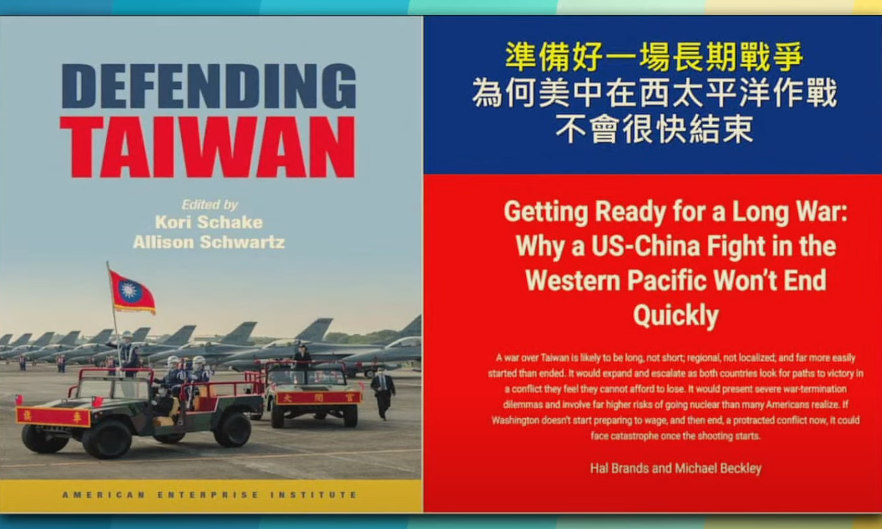 DEFENDING
TAIWAN
Edited by
Kori Schake
Allison Schwartz
AMERICAN ENTERPRISE INSTITUTE
準備好一場長期戰爭
為何美中在西太平洋作戰
不會很快結束
Getting Ready for a Long War:
Why a US-China Fight in the
Western Pacific Won't End
Quickly
A war over Taiwan is likely to be long, not short; regional, not localized; and far more easily
started than ended. It would expand and escalate as both countries look for paths to victory in
a conflict they feel they cannot afford to lose. It would present severe war-termination
dilemmas and involve far higher risks of going nuclear than many Americans realize. If
Washington doesn't start preparing to wage, and then end, a protracted conflict now, it could
face catastrophe once the shooting starts.
Hal Brands and Michael Beckley